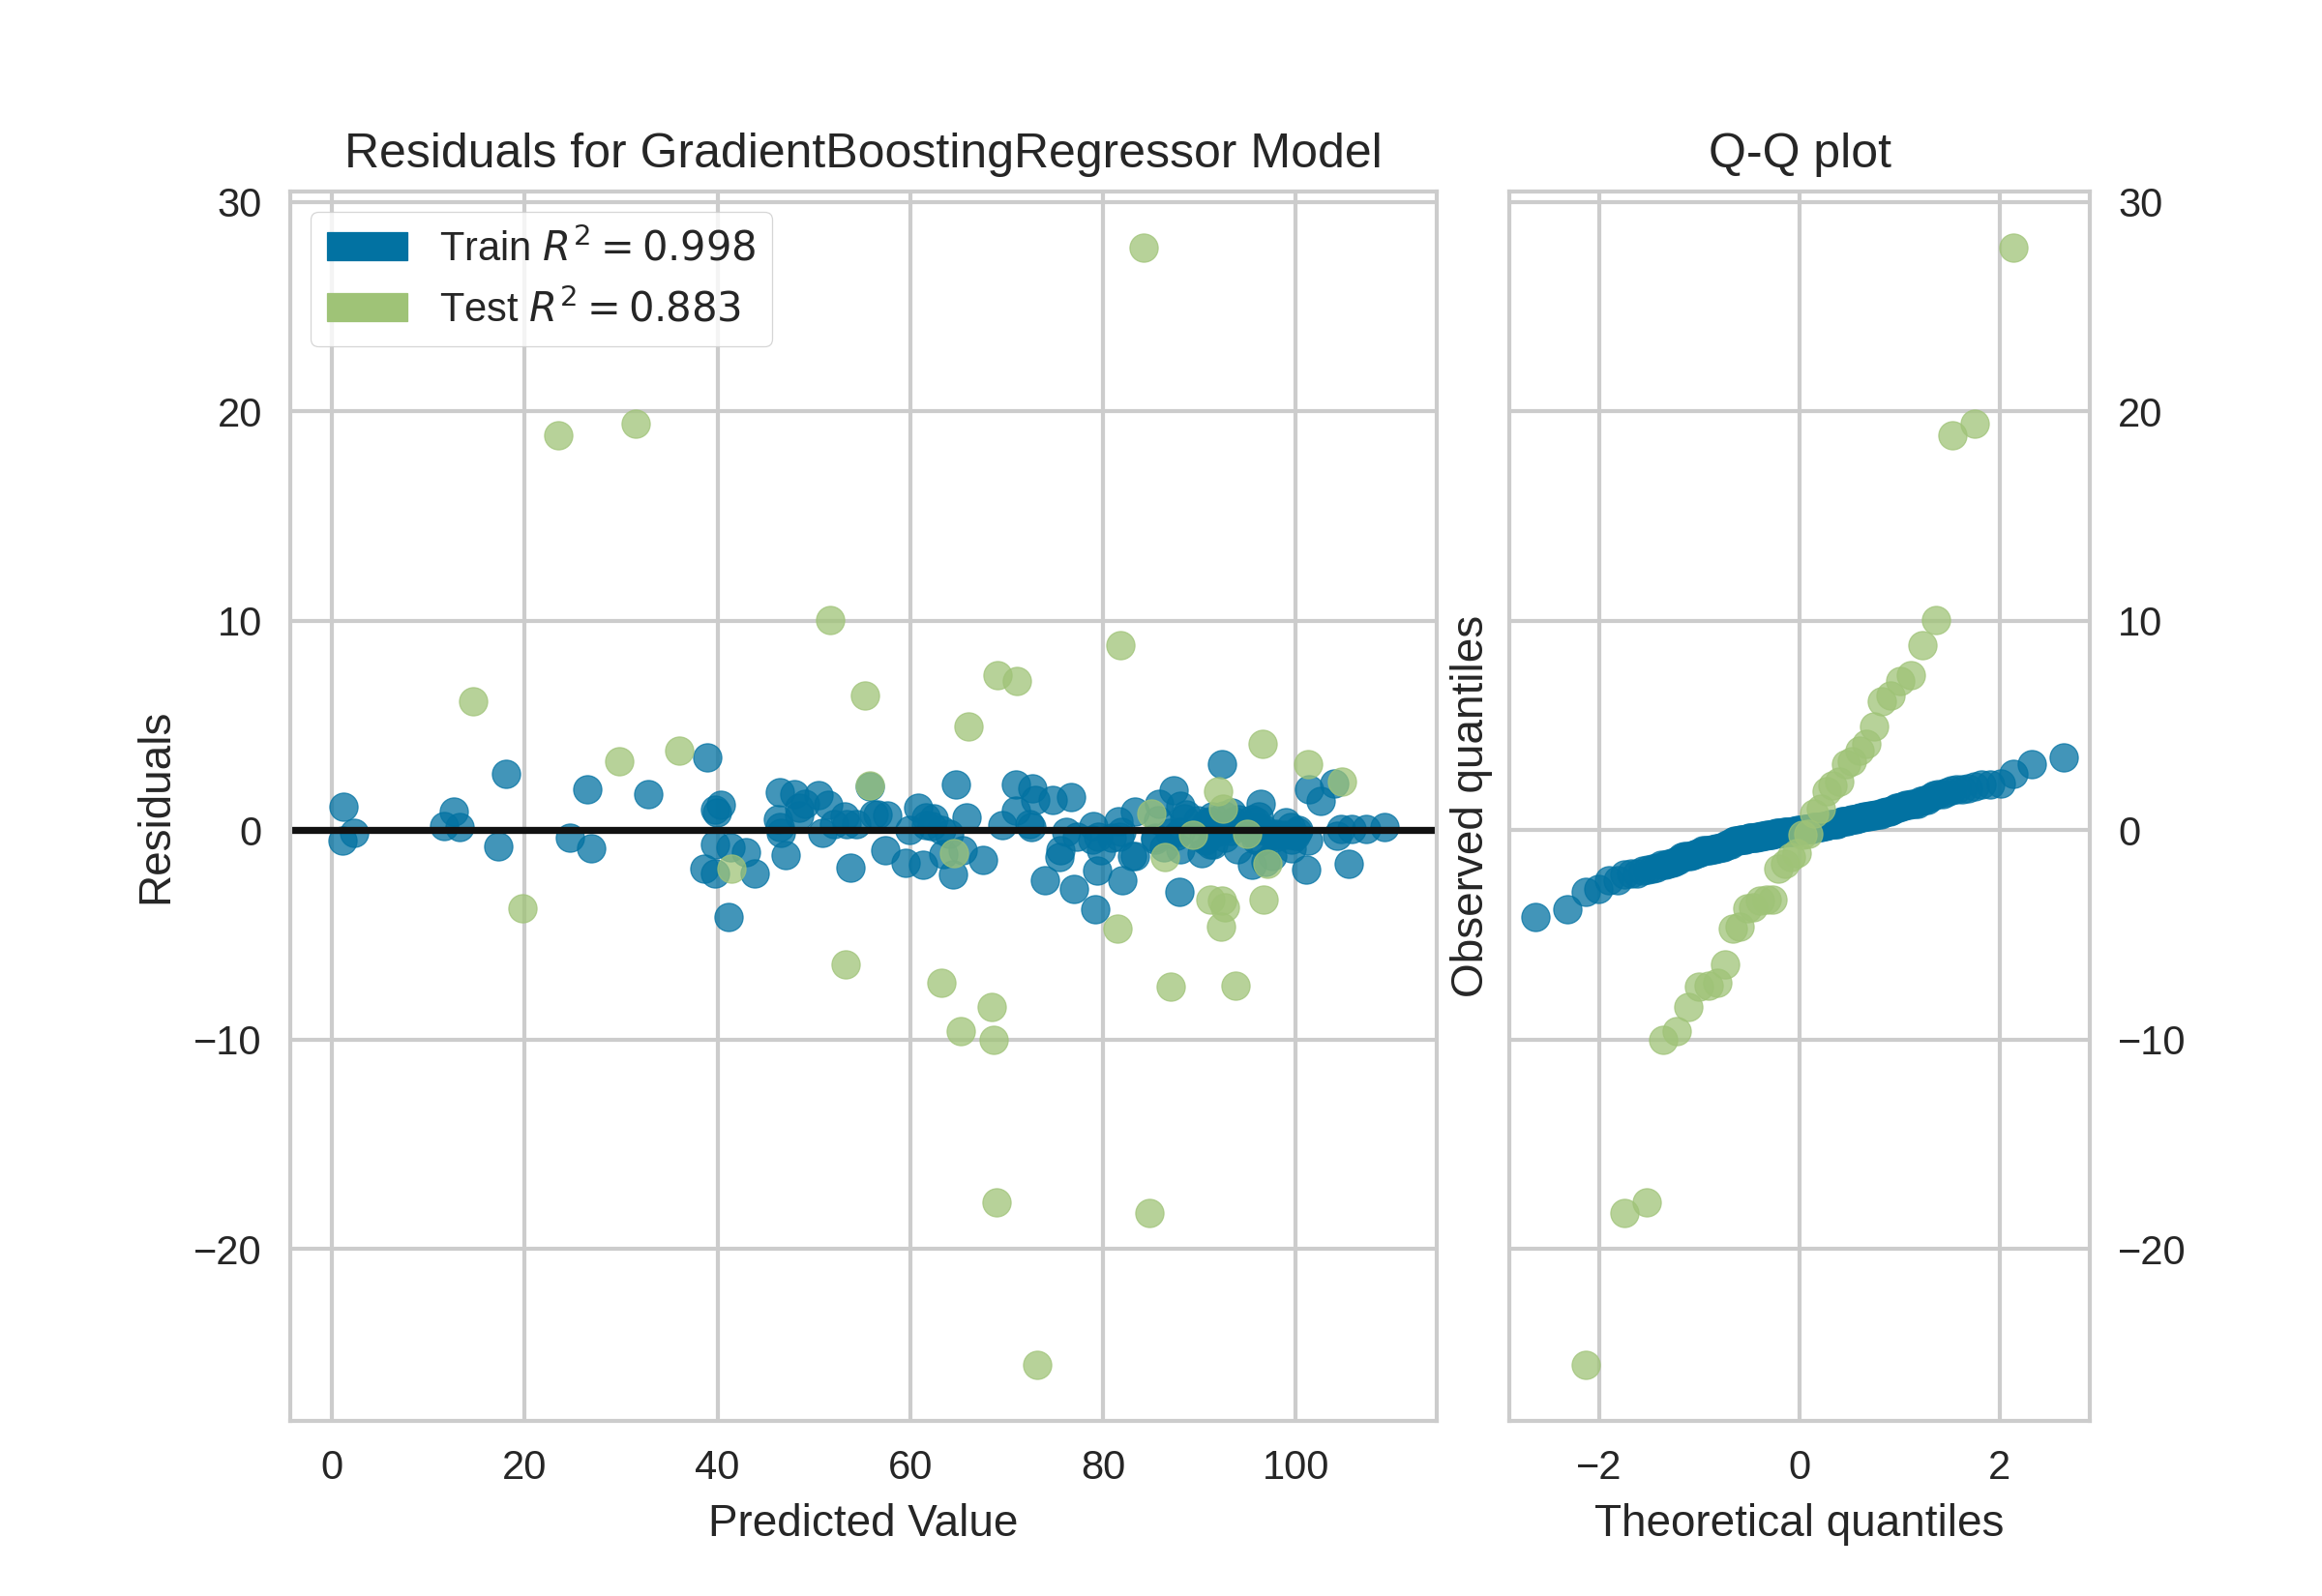 Residuals for GradientBoostingRegressor Model
Train R² = 0.998
Test R² = 0.883
30
20
10
0
−10
−20
Residuals
0
20
40
60
80
100
Predicted Value
Q-Q plot
Observed quantiles
30
20
10
0
−10
−20
−2
0
2
Theoretical quantiles